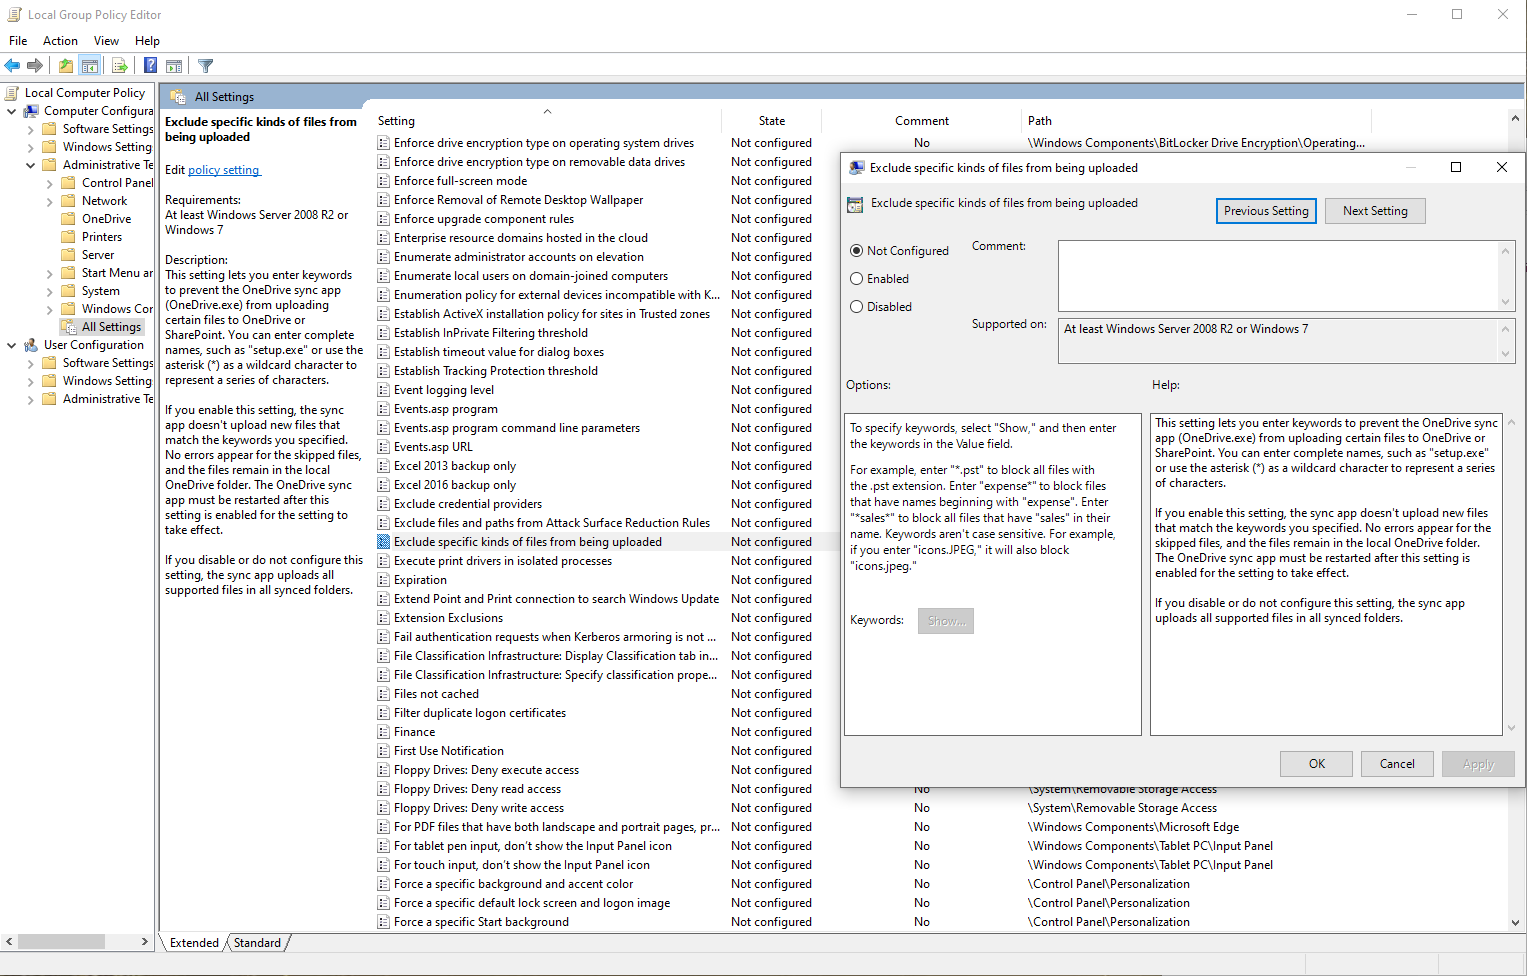 Local Group Policy Editor
File Action View Help
Local Computer Policy
Computer Configura
Software Settings
Windows Setting
Administrative Te
Control Panel
Network
OneDrive
Printers
Server
Start Menu ar
System
Windows Cor
All Settings
User Configuration
Software Settings
Windows Setting
Administrative Te
All Settings
Exclude specific kinds of files from
being uploaded
Edit policy setting
Requirements:
At least Windows Server 2008 R2 or
Windows 7
Description:
This setting lets you enter keywords
to prevent the OneDrive sync app
(OneDrive.exe) from uploading
certain files to OneDrive or
SharePoint. You can enter complete
names, such as "setup.exe" or use the
asterisk (*) as a wildcard character to
represent a series of characters.
If you enable this setting, the sync
app doesn't upload new files that
match the keywords you specified.
No errors appear for the skipped files,
and the files remain in the local
OneDrive folder. The OneDrive sync
app must be restarted after this
setting is enabled for the setting to
take effect.
If you disable or do not configure this
setting, the sync app uploads all
supported files in all synced folders.
Setting State Comment Path
Enforce drive encryption type on operating system drives Not configured No \Windows Components\BitLocker Drive Encryption\Operating...
Enforce drive encryption type on removable data drives Not configured
Enforce full-screen mode Not configured
Enforce Removal of Remote Desktop Wallpaper Not configured
Enforce upgrade component rules Not configured
Enterprise resource domains hosted in the cloud Not configured
Enumerate administrator accounts on elevation Not configured
Enumerate local users on domain-joined computers Not configured
Enumeration policy for external devices incompatible with K... Not configured
Establish ActiveX installation policy for sites in Trusted zones Not configured
Establish InPrivate Filtering threshold Not configured
Establish timeout value for dialog boxes Not configured
Establish Tracking Protection threshold Not configured
Event logging level Not configured
Events.asp program Not configured
Events.asp program command line parameters Not configured
Events.asp URL Not configured
Excel 2013 backup only Not configured
Excel 2016 backup only Not configured
Exclude credential providers Not configured
Exclude files and paths from Attack Surface Reduction Rules Not configured
Exclude specific kinds of files from being uploaded Not configured
Execute print drivers in isolated processes Not configured
Expiration Not configured
Extend Point and Print connection to search Windows Update Not configured
Extension Exclusions Not configured
Fail authentication requests when Kerberos armoring is not ... Not configured
File Classification Infrastructure: Display Classification tab in... Not configured
File Classification Infrastructure: Specify classification prope... Not configured
Files not cached Not configured
Filter duplicate logon certificates Not configured
Finance Not configured
First Use Notification Not configured
Floppy Drives: Deny execute access Not configured
Floppy Drives: Deny read access Not configured No \System\Removable Storage Access
Floppy Drives: Deny write access Not configured No \System\Removable Storage Access
For PDF files that have both landscape and portrait pages, pr... Not configured No \Windows Components\Microsoft Edge
For tablet pen input, don't show the Input Panel icon Not configured No \Windows Components\Tablet PC\Input Panel
For touch input, don't show the Input Panel icon Not configured No \Windows Components\Tablet PC\Input Panel
Force a specific background and accent color Not configured No \Control Panel\Personalization
Force a specific default lock screen and logon image Not configured No \Control Panel\Personalization
Force a specific Start background Not configured No \Control Panel\Personalization
Extended Standard
Exclude specific kinds of files from being uploaded
Exclude specific kinds of files from being uploaded
Previous Setting Next Setting
Not Configured
Enabled
Disabled
Comment:
Supported on:
At least Windows Server 2008 R2 or Windows 7
Options:
Help:
To specify keywords, select "Show," and then enter
the keywords in the Value field.
For example, enter "*.pst" to block all files with
the .pst extension. Enter "expense*" to block files
that have names beginning with "expense". Enter
"*sales*" to block all files that have "sales" in their
name. Keywords aren't case sensitive. For example,
if you enter "icons.JPEG," it will also block
"icons.jpeg."
Keywords: Show...
This setting lets you enter keywords to prevent the OneDrive sync
app (OneDrive.exe) from uploading certain files to OneDrive or
SharePoint. You can enter complete names, such as "setup.exe"
or use the asterisk (*) as a wildcard character to represent a series
of characters.
If you enable this setting, the sync app doesn't upload new files
that match the keywords you specified. No errors appear for the
skipped files, and the files remain in the local OneDrive folder.
The OneDrive sync app must be restarted after this setting is
enabled for the setting to take effect.
If you disable or do not configure this setting, the sync app
uploads all supported files in all synced folders.
OK Cancel Apply